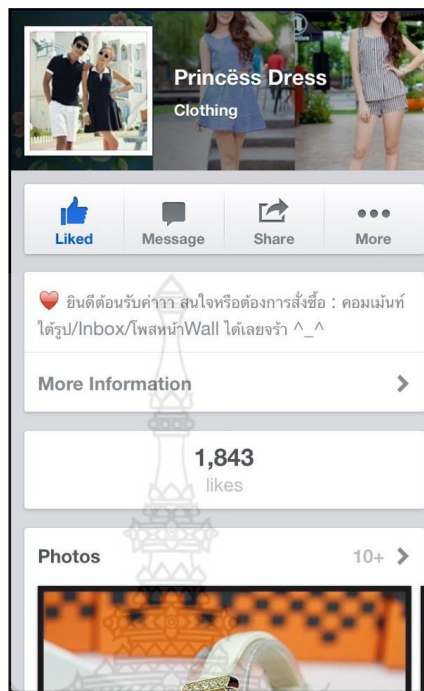 Princëss Dress
Clothing
Liked
Message
Share
More
ยินดีต้อนรับค่าาา สนใจหรือต้องการสั่งซื้อ : คอมเม้นท์
ใต้รูป/Inbox/โพสหน้าWall ได้เลยจร้า ^_^
More Information
1,843
likes
Photos
10+